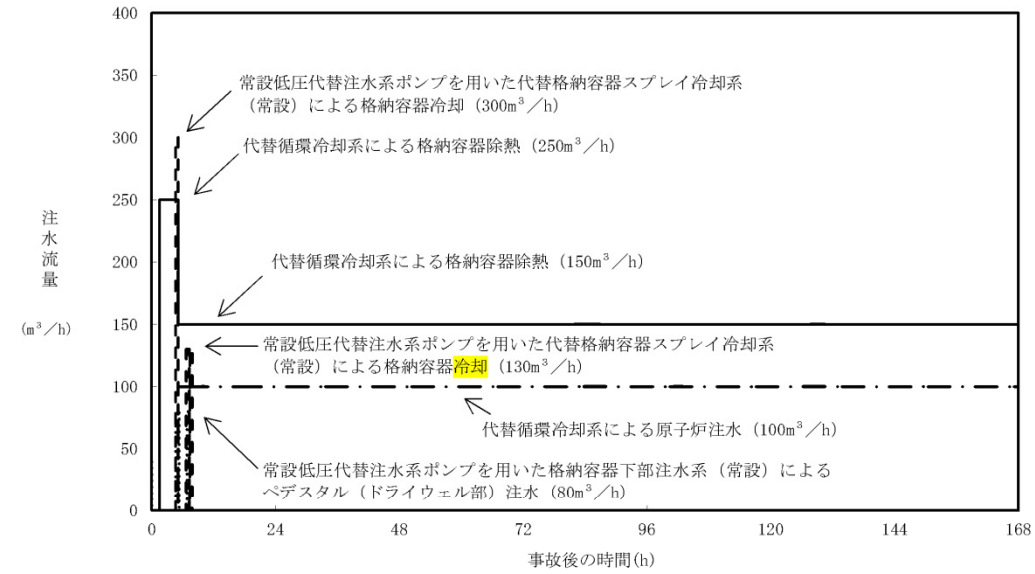 400
350
300
250
200
150
100
50
0
注水流量
(m³／h)
常設低圧代替注水系ポンプを用いた代替格納容器スプレイ冷却系
（常設）による格納容器冷却（300m³／h）
代替循環冷却系による格納容器除熱（250m³／h）
代替循環冷却系による格納容器除熱（150m³／h）
常設低圧代替注水系ポンプを用いた代替格納容器スプレイ冷却系
（常設）による格納容器冷却（130m³／h）
代替循環冷却系による原子炉注水（100m³／h）
常設低圧代替注水系ポンプを用いた格納容器下部注水系（常設）による
ペデスタル（ドライウェル部）注水（80m³／h）
0 24 48 72 96 120 144 168
事故後の時間(h)